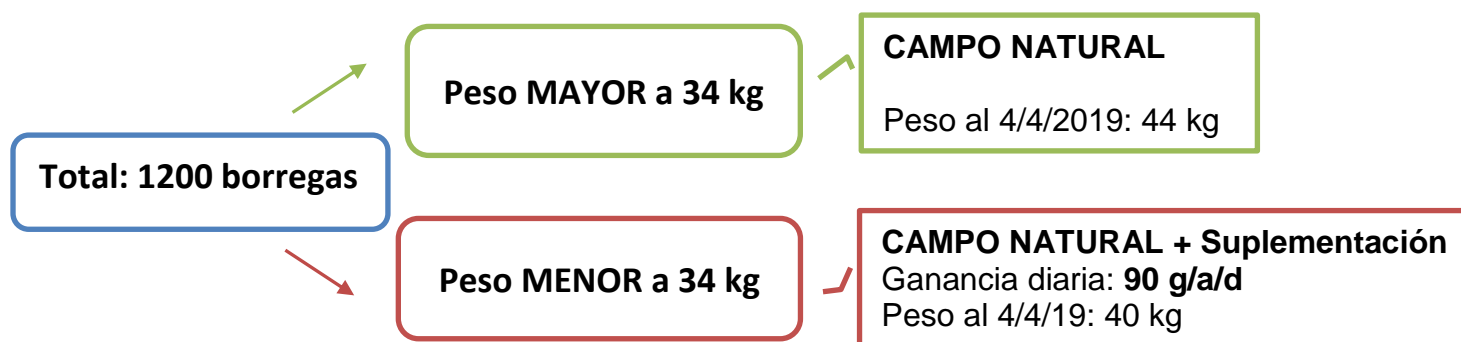 Total: 1200 borregas
Peso MAYOR a 34 kg
CAMPO NATURAL
Peso al 4/4/2019: 44 kg
Peso MENOR a 34 kg
CAMPO NATURAL + Suplementación
Ganancia diaria: 90 g/a/d
Peso al 4/4/19: 40 kg